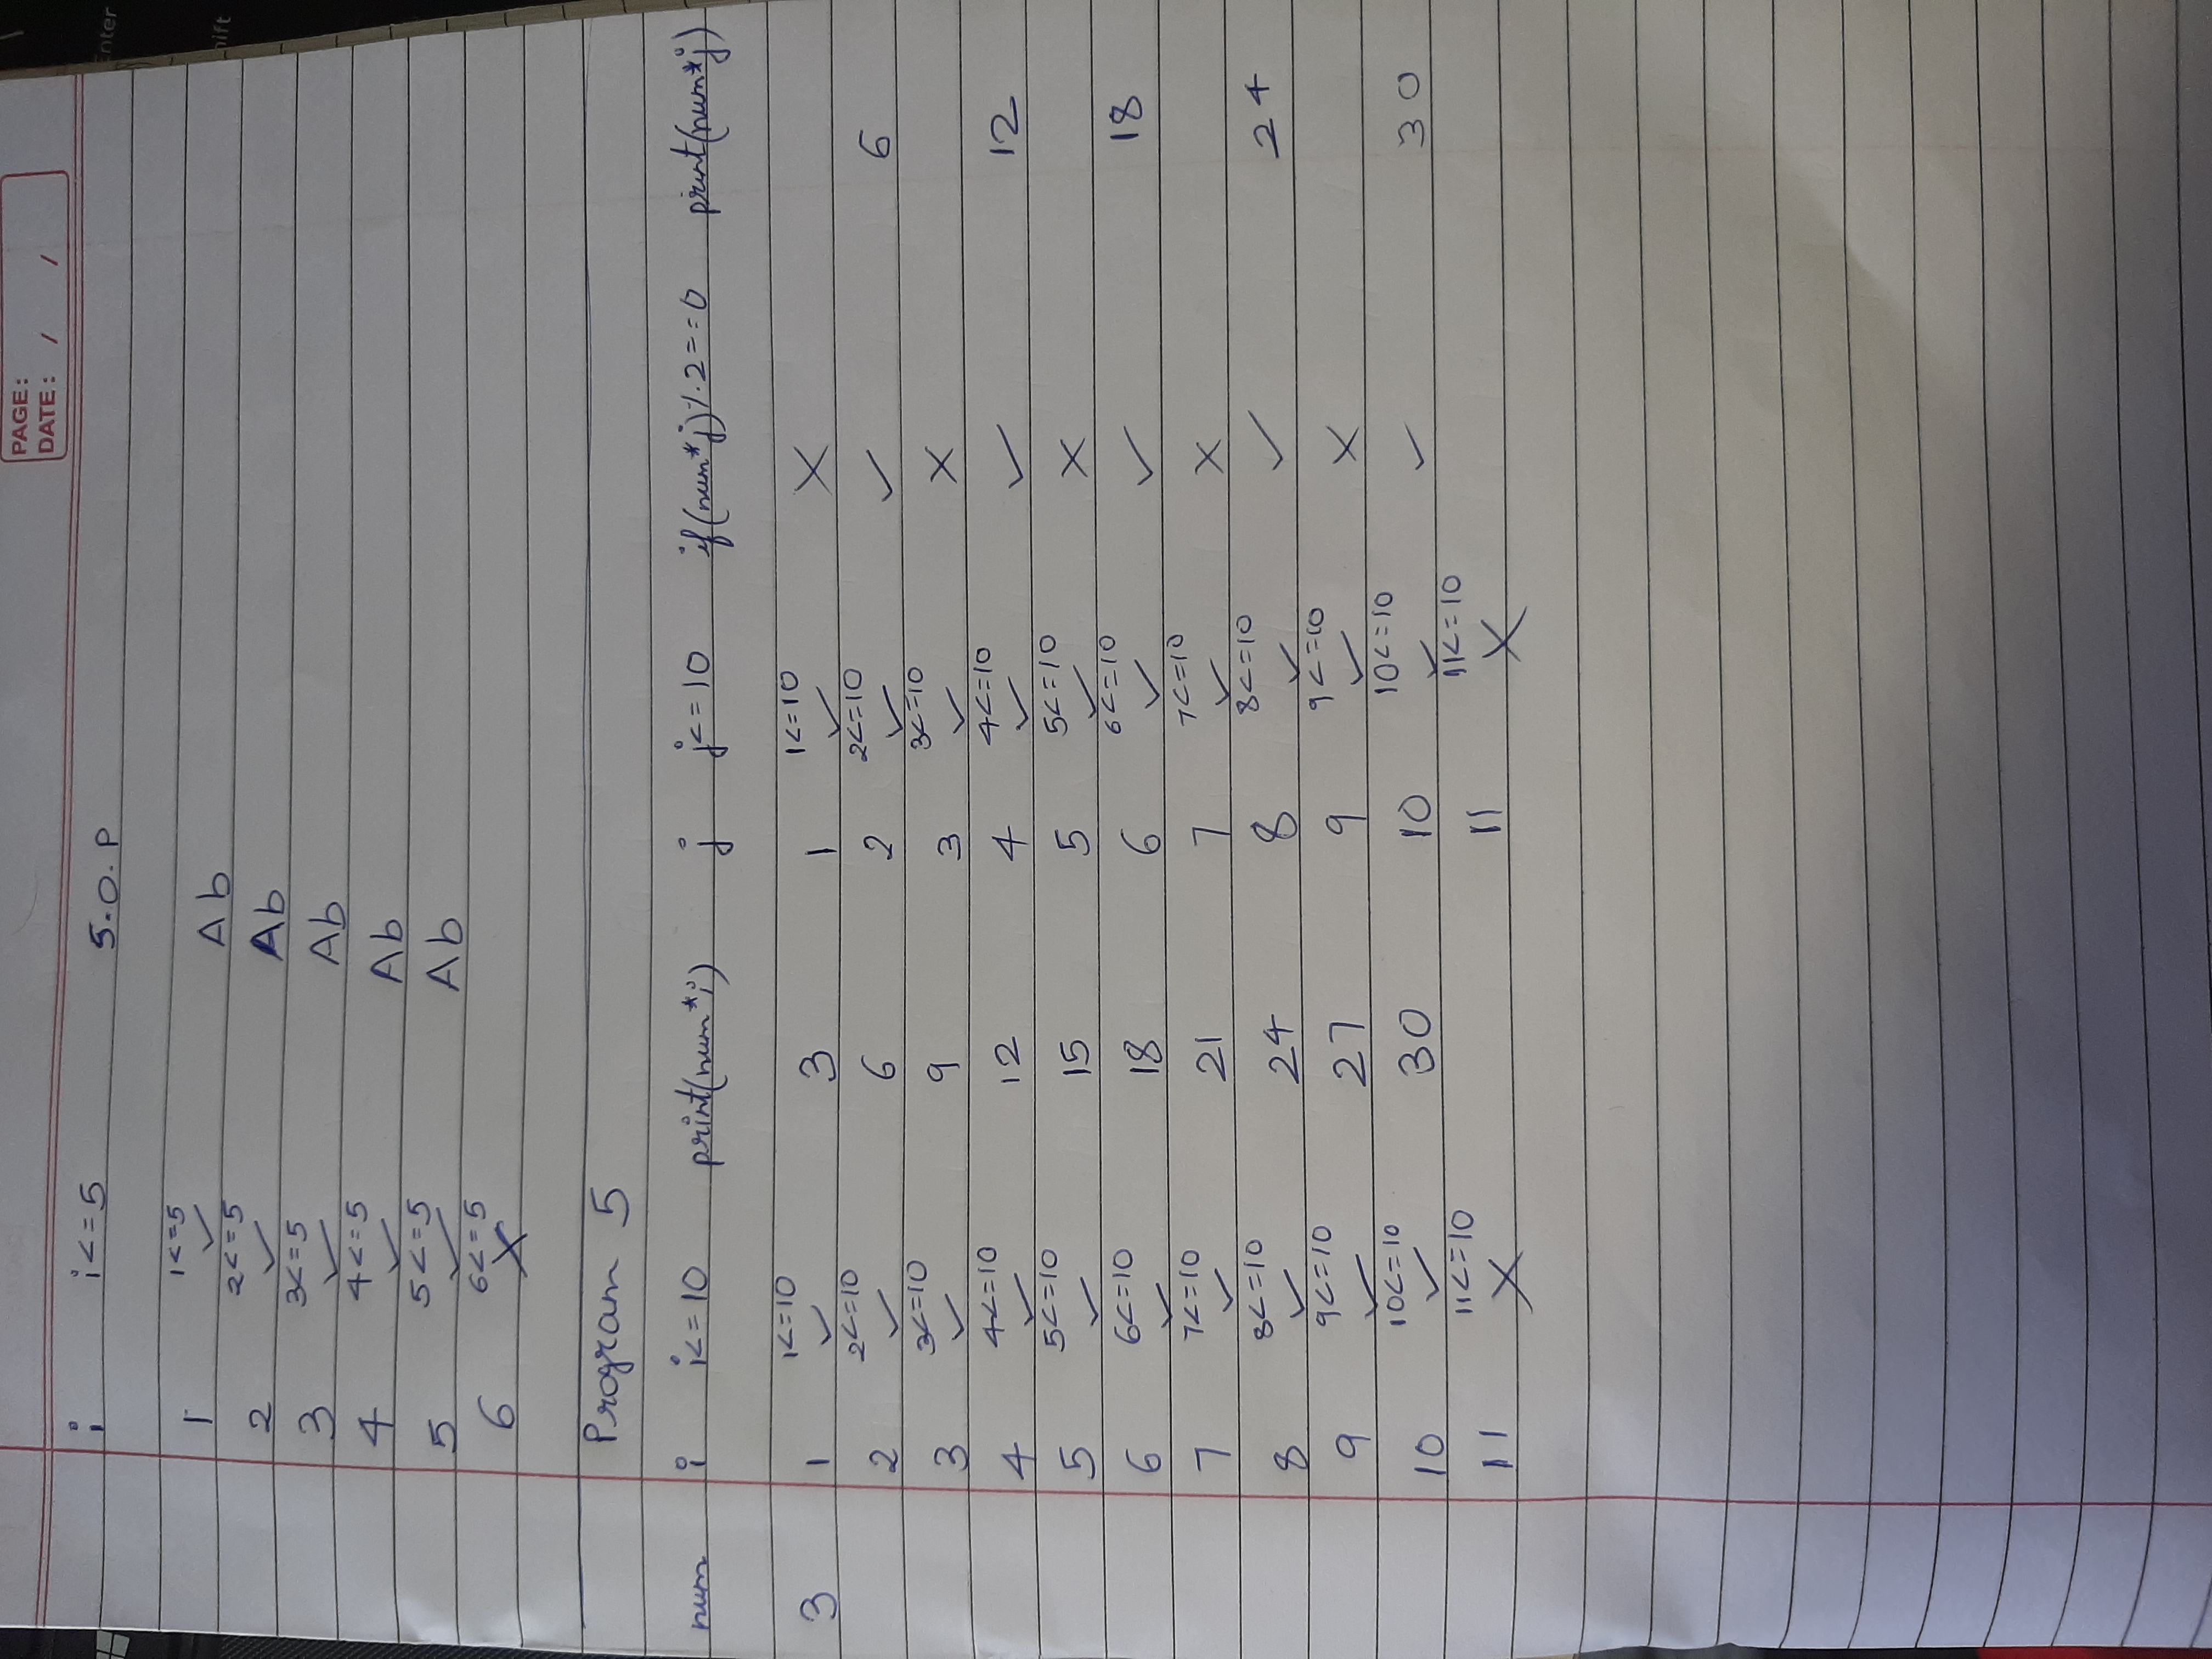 PAGE:
DATE: / /
i i<=5 S.O.P
1<=5
1 ✓ Ab
2<=5
2 ✓ Ab
3<=5
3 ✓ Ab
4<=5
4 ✓ Ab
5<=5
5 ✓ Ab
6<=5
6 X
Program 5
num i i<=10 print(num*i) j j<=10 if(num*j)%2==0 print(num*j)
1<=10 1<=10
3 1 ✓ 3 1 ✓ X
2<=10 2<=10
2 ✓ 6 2 ✓ ✓ 6
3<=10 3<=10
3 ✓ 9 3 ✓ X
4<=10 4<=10
4 ✓ 12 4 ✓ ✓ 12
5<=10 5<=10
5 ✓ 15 5 ✓ X
6<=10 6<=10
6 ✓ 18 6 ✓ ✓ 18
7<=10 7<=10
7 ✓ 21 7 ✓ X
8<=10 8<=10
8 ✓ 24 8 ✓ ✓ 24
9<=10 9<=10
9 ✓ 27 9 ✓ X
10<=10 10<=10
10 ✓ 30 10 ✓ ✓ 30
11<=10 11<=10
11 X 11 X